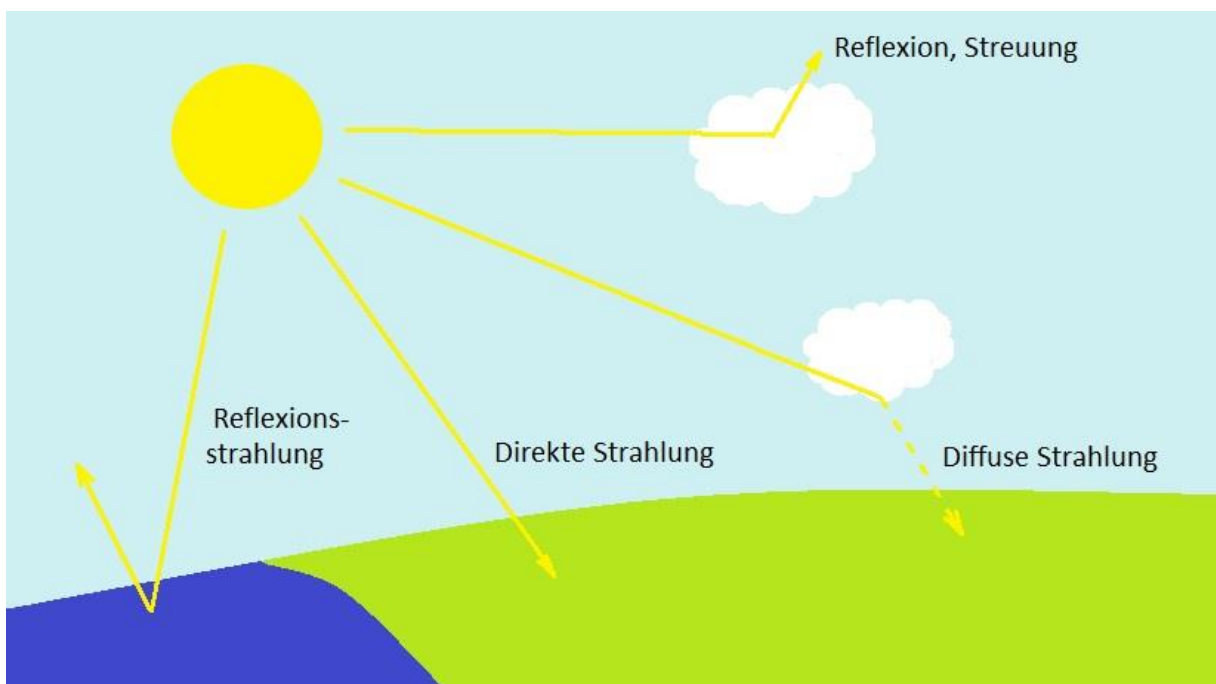 Reflexion, Streuung
Reflexions-
strahlung
Direkte Strahlung
Diffuse Strahlung